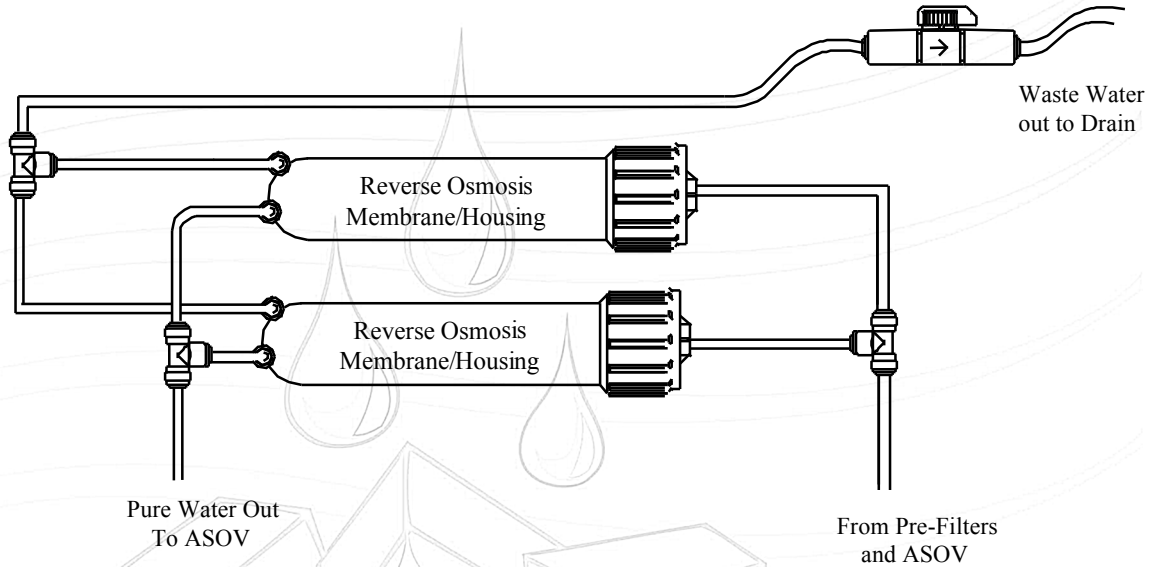 Waste Water
out to Drain
Reverse Osmosis
Membrane/Housing
Reverse Osmosis
Membrane/Housing
Pure Water Out
To ASOV
From Pre-Filters
and ASOV